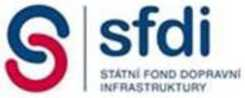 sfdi
STÁTNÍ FOND DOPRAVNÍ
INFRASTRUKTURY